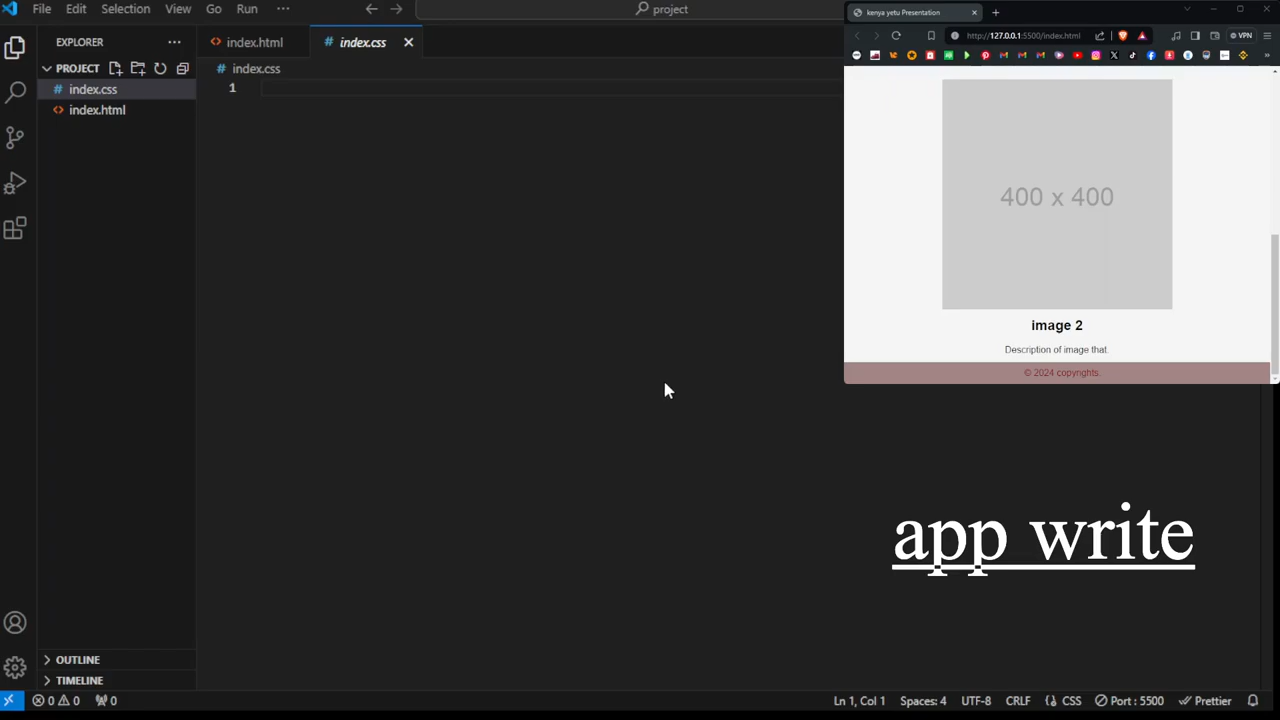 File Edit Selection View Go Run ···
project
EXPLORER
PROJECT
index.css
index.html
OUTLINE
TIMELINE
index.html
index.css
index.css
1
kenya yetu Presentation
http://127.0.0.1:5500/index.html
VPN
400 x 400
image 2
Description of image that.
© 2024 copyrights.
app write
0 0 0
Ln 1, Col 1 Spaces: 4 UTF-8 CRLF CSS Port : 5500 Prettier